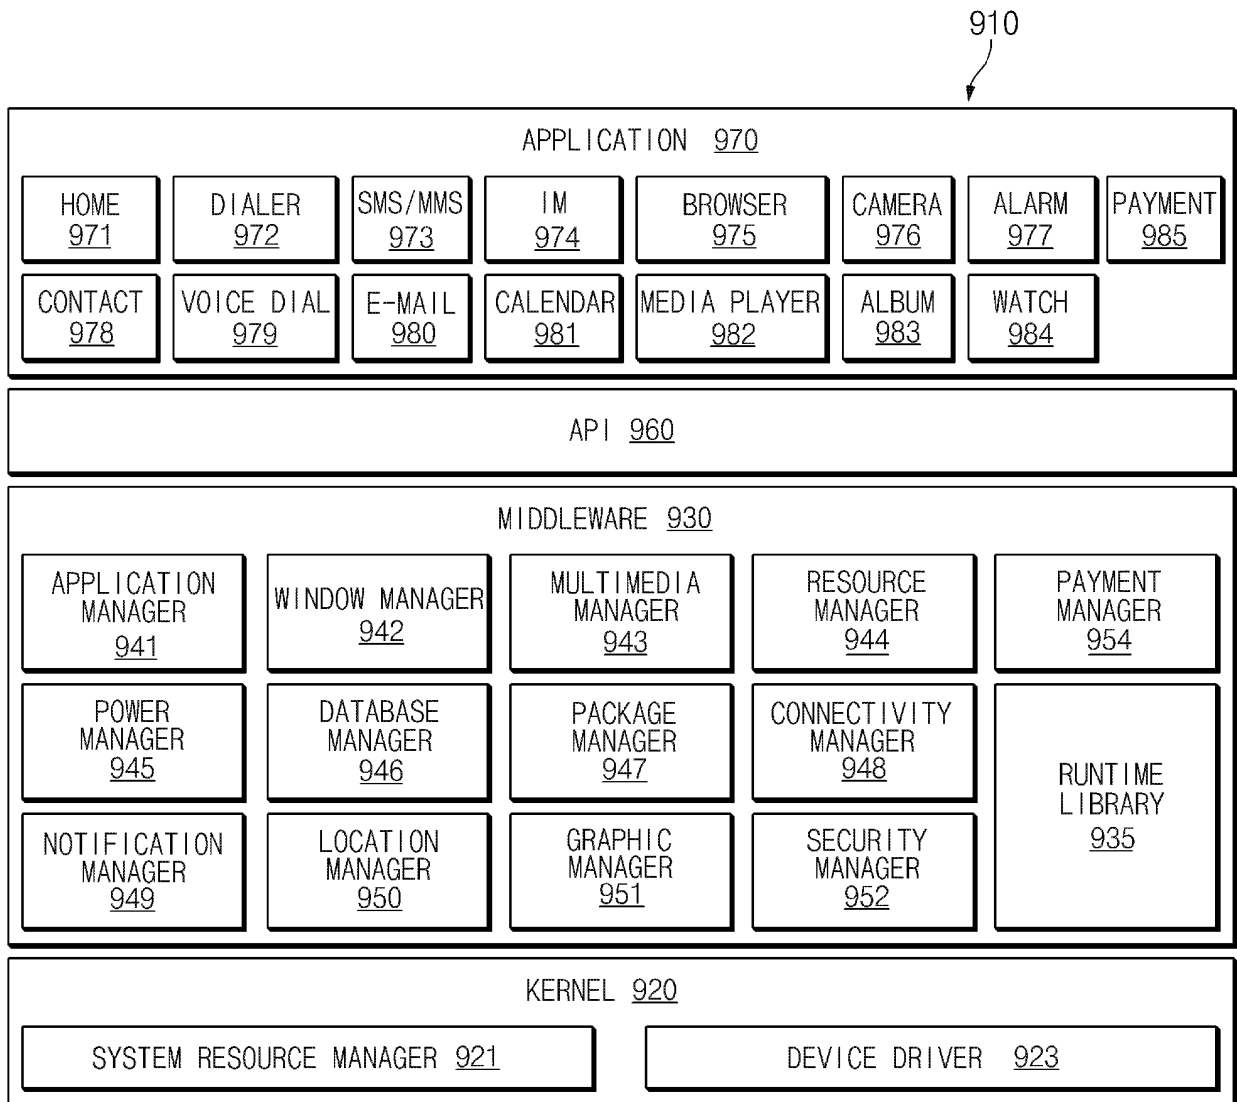 910
APPLICATION 970
HOME
971
DIALER
972
SMS/MMS
973
IM
974
BROWSER
975
CAMERA
976
ALARM
977
PAYMENT
985
CONTACT
978
VOICE DIAL
979
E-MAIL
980
CALENDAR
981
MEDIA PLAYER
982
ALBUM
983
WATCH
984
API 960
MIDDLEWARE 930
APPLICATION
MANAGER
941
WINDOW MANAGER
942
MULTIMEDIA
MANAGER
943
RESOURCE
MANAGER
944
PAYMENT
MANAGER
954
POWER
MANAGER
945
DATABASE
MANAGER
946
PACKAGE
MANAGER
947
CONNECTIVITY
MANAGER
948
RUNTIME
LIBRARY
935
NOTIFICATION
MANAGER
949
LOCATION
MANAGER
950
GRAPHIC
MANAGER
951
SECURITY
MANAGER
952
KERNEL 920
SYSTEM RESOURCE MANAGER 921
DEVICE DRIVER 923